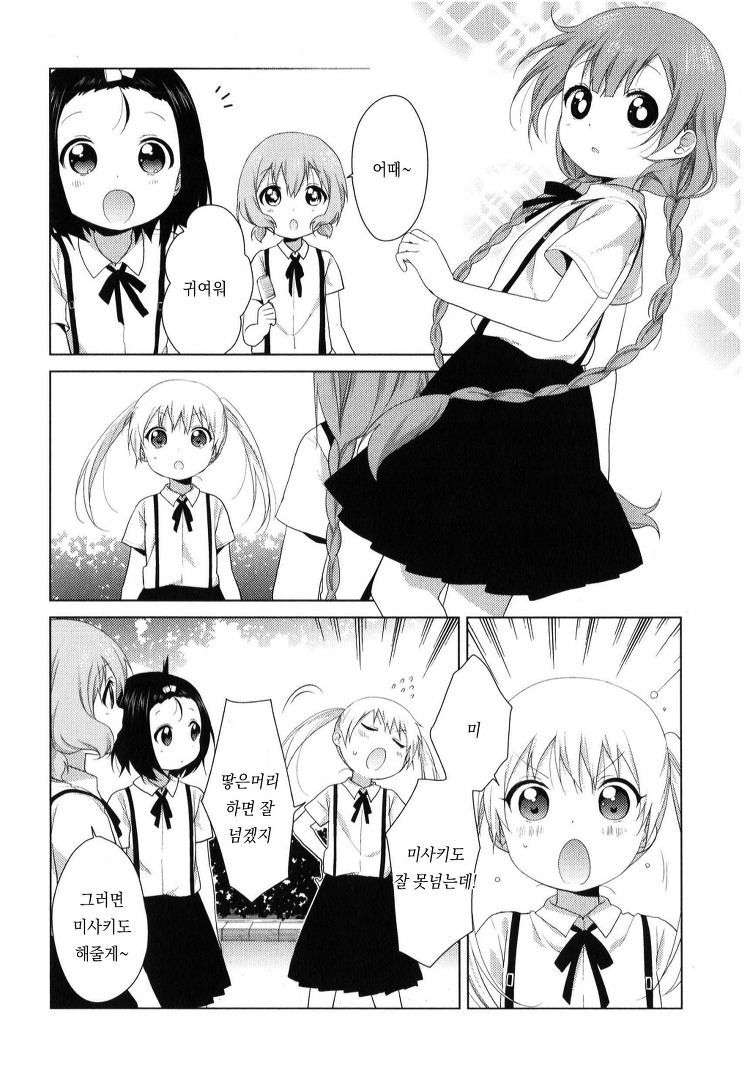 어때~
귀여워
미
미사키도
잘 못넘는데!
땋은머리
하면 잘
넘겠지
그러면
미사키도
해줄게~